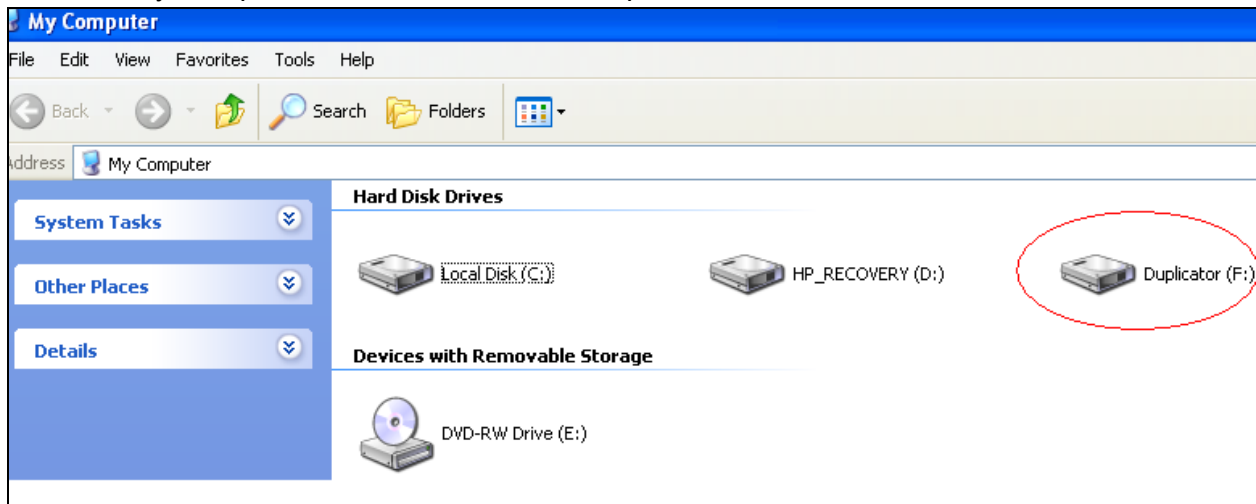 My Computer
File Edit View Favorites Tools Help
Back Search Folders
Address My Computer
Hard Disk Drives
System Tasks
Local Disk (C:) HP_RECOVERY (D:) Duplicator (F:)
Other Places
Details
Devices with Removable Storage
DVD-RW Drive (E:)